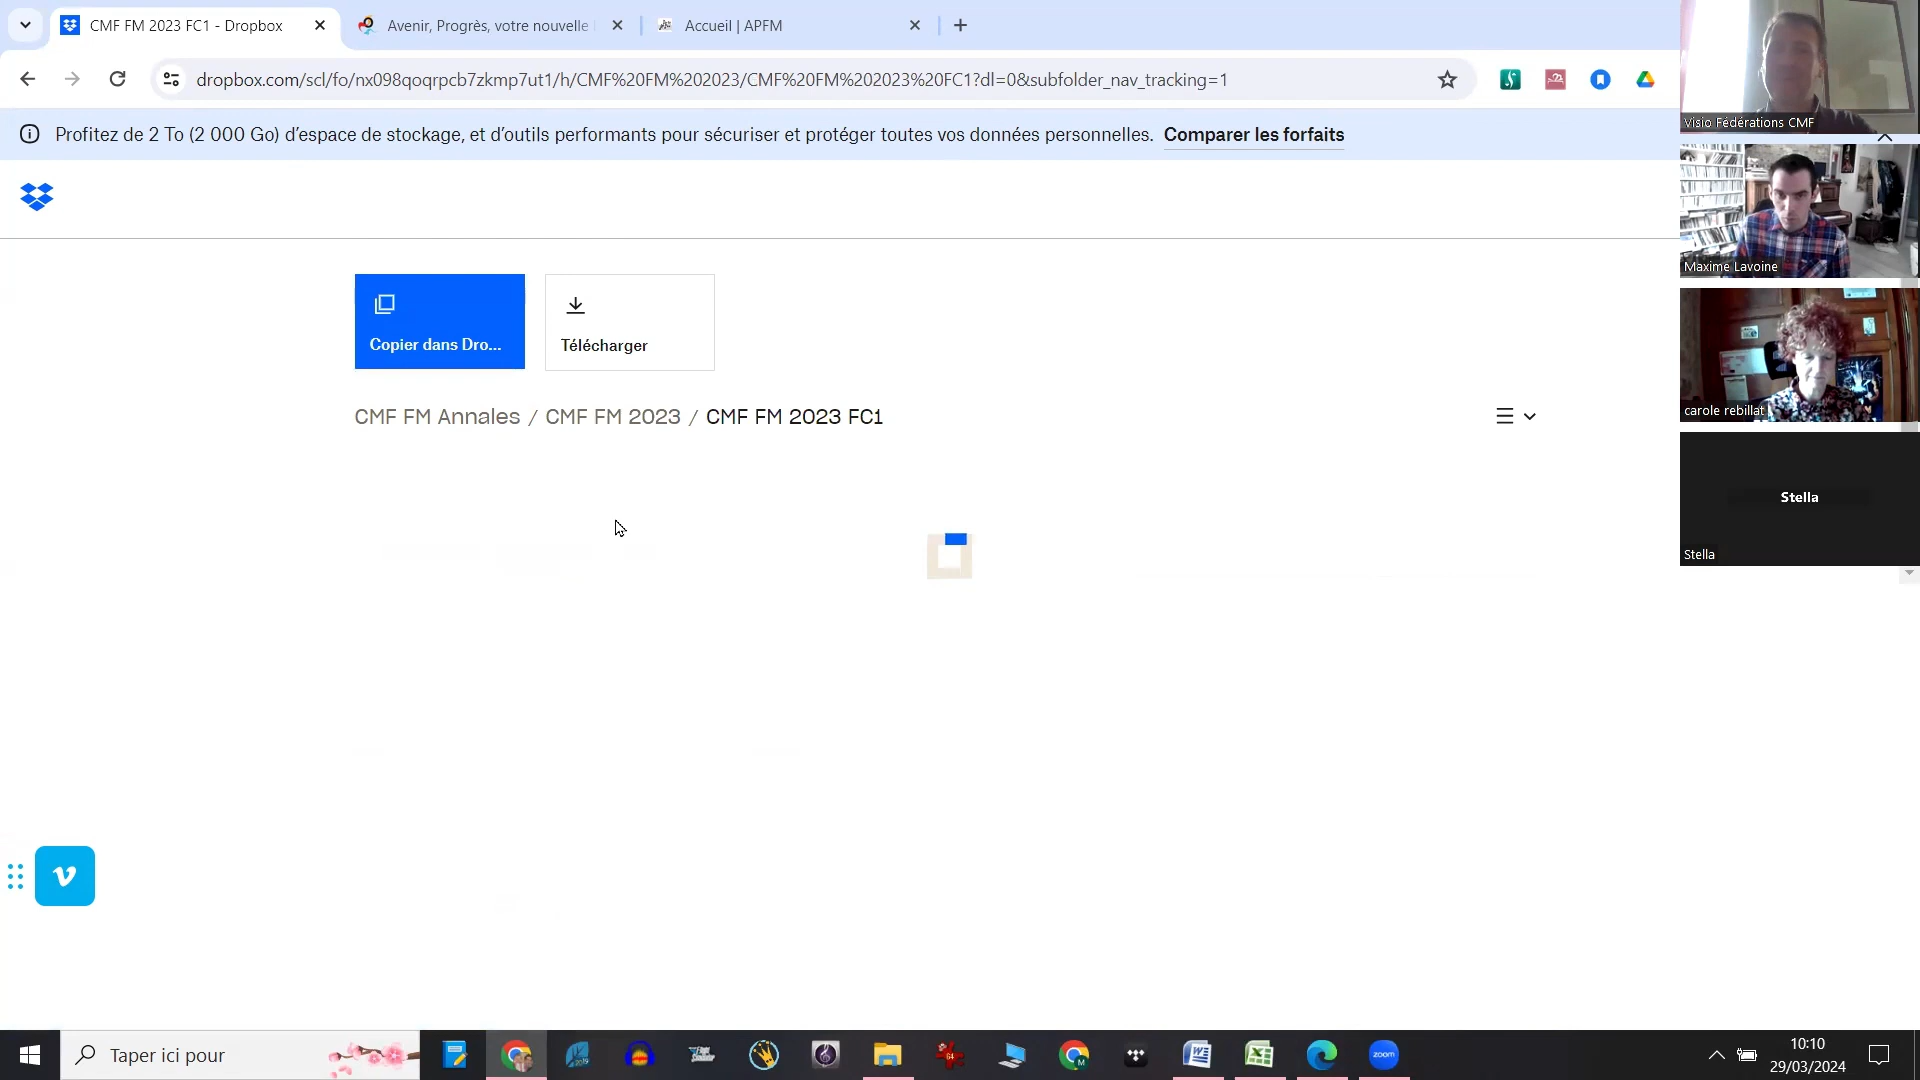 CMF FM 2023 FC1 - Dropbox
Avenir, Progrès, votre nouvelle
Accueil | APFM
dropbox.com/scl/fo/nx098qoqrpcb7zkmp7ut1/h/CMF%20FM%202023/CMF%20FM%202023%20FC1?dl=0&subfolder_nav_tracking=1
Profitez de 2 To (2 000 Go) d’espace de stockage, et d’outils performants pour sécuriser et protéger toutes vos données personnelles. Comparer les forfaits
Visio Fédérations CMF
Maxime Lavoine
carole rebillat
Stella
Stella
Copier dans Dro...
Télécharger
CMF FM Annales / CMF FM 2023 / CMF FM 2023 FC1
Taper ici pour
zoom
10:10
29/03/2024